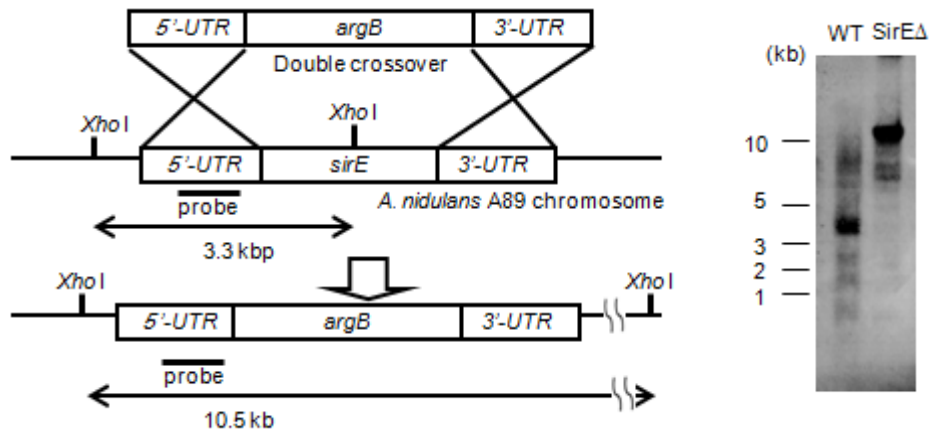 5'-UTR argB 3'-UTR
Double crossover
XhoI
XhoI
5'-UTR sirE 3'-UTR
probe
A. nidulans A89 chromosome
3.3 kbp
XhoI
XhoI
5'-UTR argB 3'-UTR
probe
10.5 kb
WT SirEΔ
(kb)
10
5
3
2
1